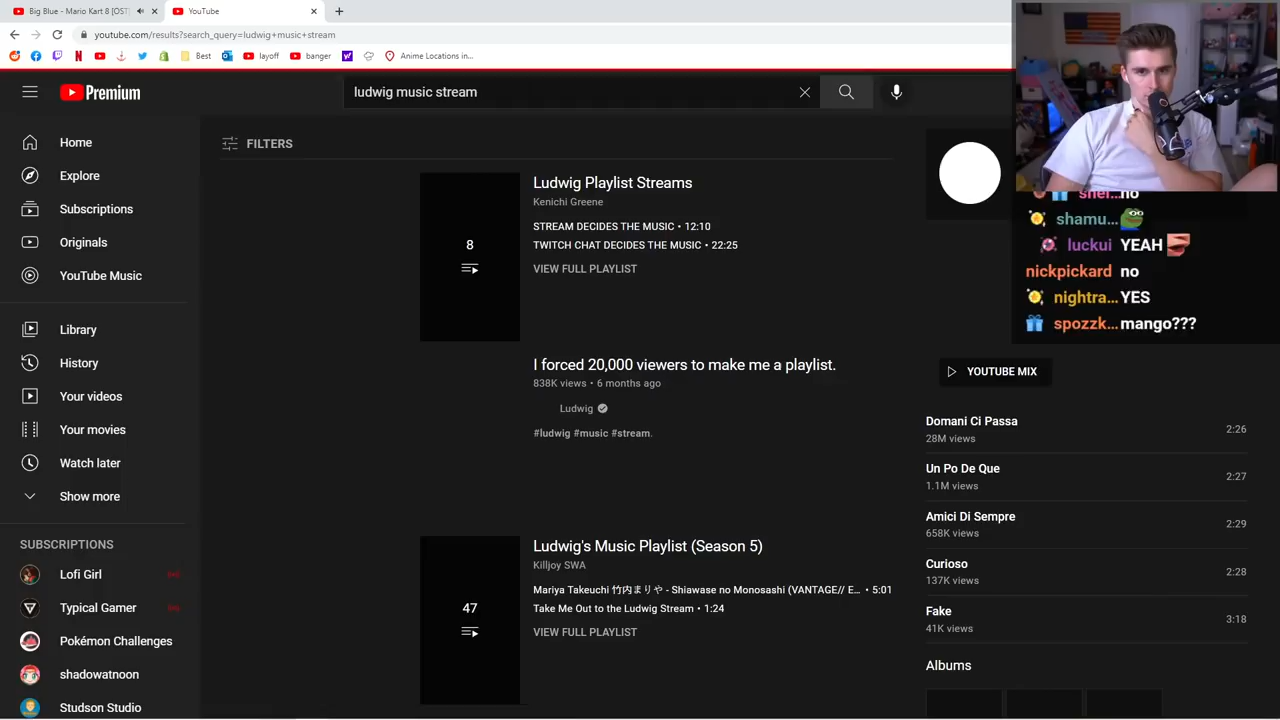 Big Blue - Mario Kart 8 [OST]
YouTube
youtube.com/results?search_query=ludwig+music+stream
Best
layoff
banger
Anime Locations in...
Premium
ludwig music stream
Home
Explore
Subscriptions
Originals
YouTube Music
Library
History
Your videos
Your movies
Watch later
Show more
SUBSCRIPTIONS
Lofi Girl
Typical Gamer
Pokémon Challenges
shadowatnoon
Studson Studio
FILTERS
8
Ludwig Playlist Streams
Kenichi Greene
STREAM DECIDES THE MUSIC • 12:10
TWITCH CHAT DECIDES THE MUSIC • 22:25
VIEW FULL PLAYLIST
I forced 20,000 viewers to make me a playlist.
838K views • 6 months ago
Ludwig
#ludwig #music #stream.
47
Ludwig's Music Playlist (Season 5)
Killjoy SWA
Mariya Takeuchi 竹内まりや - Shiawase no Monosashi (VANTAGE// E... • 5:01
Take Me Out to the Ludwig Stream • 1:24
VIEW FULL PLAYLIST
no
shamu...
luckui YEAH
nickpickard no
nightra... YES
spozzk... mango???
YOUTUBE MIX
Domani Ci Passa
28M views
2:26
Un Po De Que
1.1M views
2:27
Amici Di Sempre
658K views
2:29
Curioso
137K views
2:28
Fake
41K views
3:18
Albums